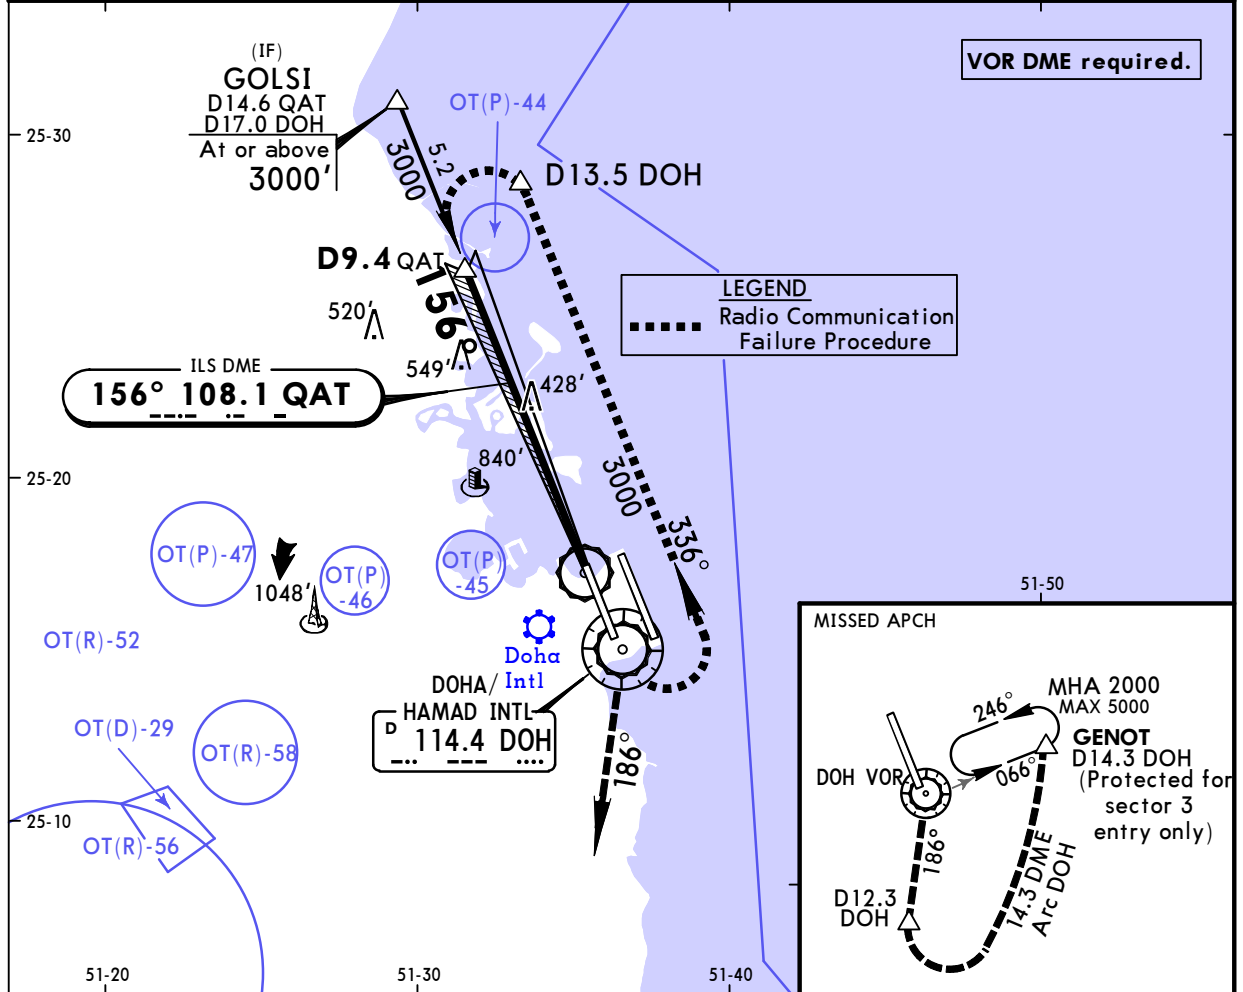 (IF)
GOLSI
D14.6 QAT
D17.0 DOH
At or above
3000'
OT(P)-44
VOR DME required.
25-30
5.2
3000
D13.5 DOH
D9.4 QAT
156°
LEGEND
Radio Communication
Failure Procedure
520'
549'
428'
ILS DME
156° 108.1 QAT
840'
3000
336°
25-20
OT(P)-47
OT(P)
-46
OT(P)
-45
1048'
OT(R)-52
Doha
Intl
DOHA/
HAMAD INTL
D
114.4 DOH
186°
OT(D)-29
OT(R)-58
OT(R)-56
25-10
51-20
51-30
51-40
51-50
MISSED APCH
MHA 2000
MAX 5000
246°
066°
GENOT
D14.3 DOH
(Protected for
sector 3
entry only)
DOH VOR
186°
D12.3
DOH
14.3 DME
Arc DOH